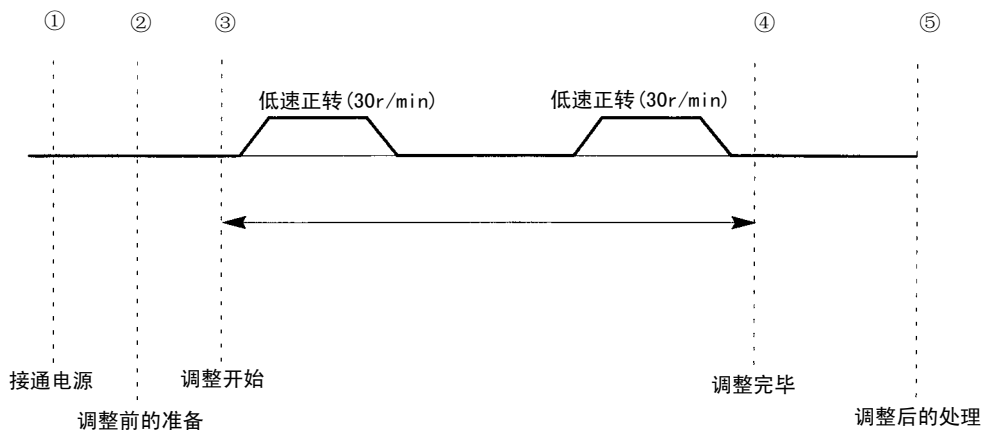 ① ② ③ ④ ⑤
低速正转(30r/min) 低速正转(30r/min)
接通电源 调整开始 调整完毕
调整前的准备 调整后的处理